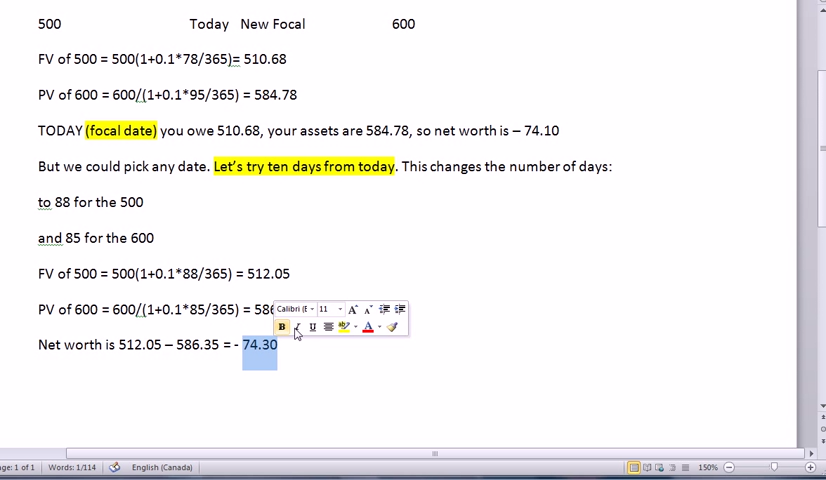 500 Today New Focal 600
FV of 500 = 500(1+0.1*78/365)= 510.68
PV of 600 = 600/(1+0.1*95/365) = 584.78
TODAY (focal date) you owe 510.68, your assets are 584.78, so net worth is – 74.10
But we could pick any date. Let's try ten days from today. This changes the number of days:
to 88 for the 500
and 85 for the 600
FV of 500 = 500(1+0.1*88/365) = 512.05
PV of 600 = 600/(1+0.1*85/365) = 586
Calibri (E 11 A A
B I U ab A
Net worth is 512.05 – 586.35 = - 74.30
age: 1 of 1 Words: 1/114 English (Canada) 150%